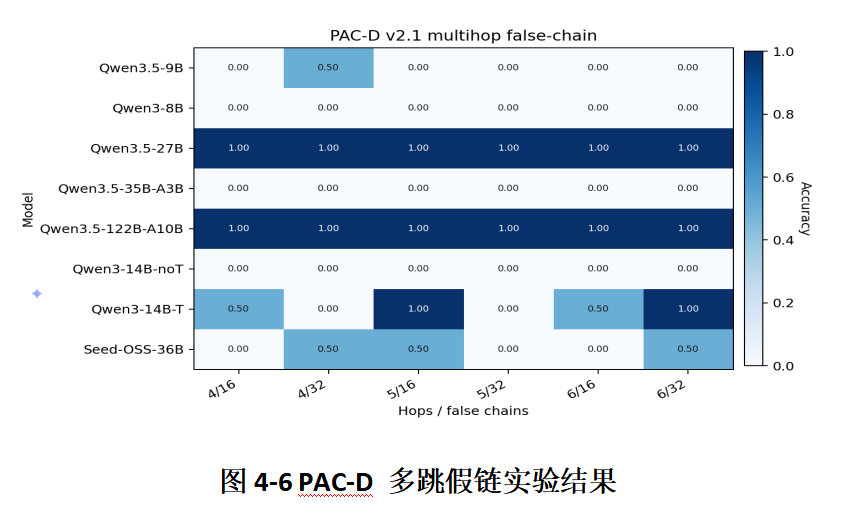 PAC-D v2.1 multihop false-chain
Qwen3.5-9B 0.00 0.50 0.00 0.00 0.00 0.00
Qwen3-8B 0.00 0.00 0.00 0.00 0.00 0.00
Qwen3.5-27B 1.00 1.00 1.00 1.00 1.00 1.00
Qwen3.5-35B-A3B 0.00 0.00 0.00 0.00 0.00 0.00
Qwen3.5-122B-A10B 1.00 1.00 1.00 1.00 1.00 1.00
Qwen3-14B-noT 0.00 0.00 0.00 0.00 0.00 0.00
Qwen3-14B-T 0.50 0.00 1.00 0.00 0.50 1.00
Seed-OSS-36B 0.00 0.50 0.50 0.00 0.00 0.50
Model
4/16 4/32 5/16 5/32 6/16 6/32
Hops / false chains
1.0
0.8
0.6
0.4
0.2
0.0
Accuracy
图 4-6 PAC-D 多跳假链实验结果